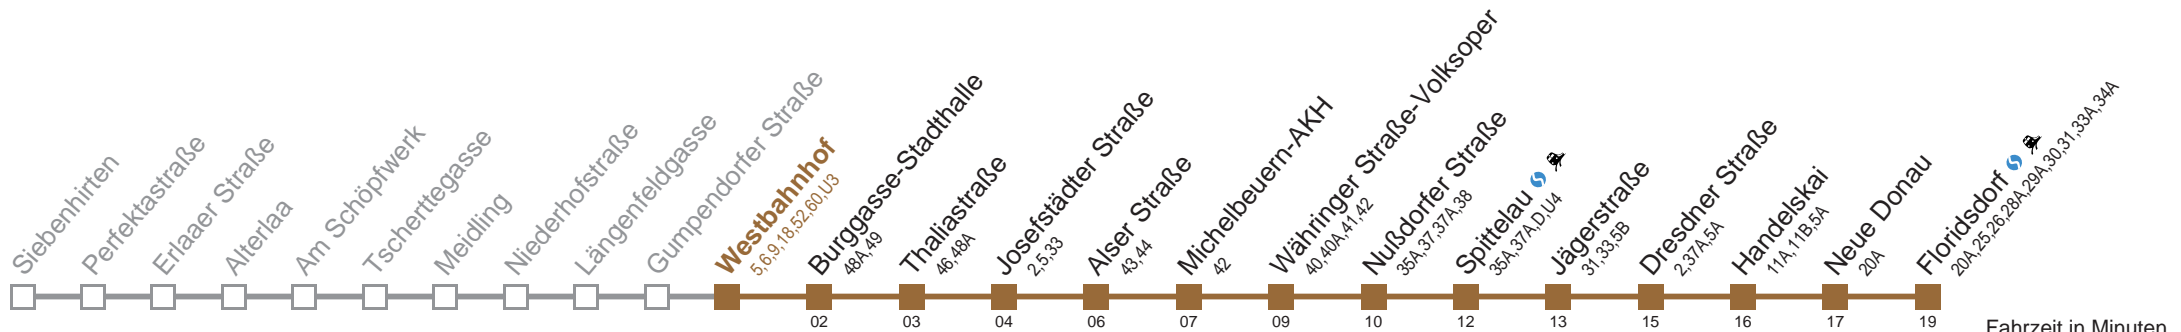 Siebenhirten
Perfektastraße
Erlaaer Straße
Alterlaa
Am Schöpfwerk
Tscherttegasse
Meidling
Niederhofstraße
Längenfeldgasse
Gumpendorfer Straße
Westbahnhof
5,6,9,18,52,60,U3
Burggasse-Stadthalle
48A,49
Thaliastraße
46,48A
Josefstädter Straße
2,5,33
Alser Straße
43,44
Michelbeuern-AKH
42
Währinger Straße-Volksoper
40,40A,41,42
Nußdorfer Straße
35A,37,37A,38
Spittelau
35A,37A,D,U4
Jägerstraße
31,33,5B
Dresdner Straße
2,37A,5A
Handelskai
11A,11B,5A
Neue Donau
20A
Floridsdorf
20A,25,26,28A,29A,30,31,33A,34A
02 03 04 06 07 09 10 12 13 15 16 17 19
Fahrzeit in Minuten